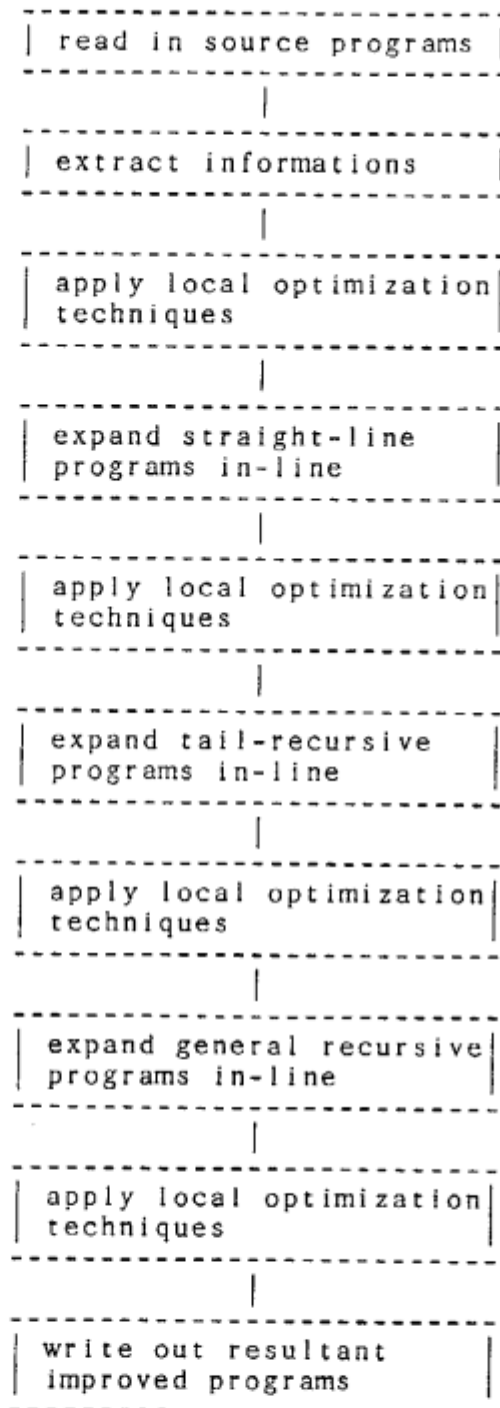 read in source programs
extract informations
apply local optimization
techniques
expand straight-line
programs in-line
apply local optimization
techniques
expand tail-recursive
programs in-line
apply local optimization
techniques
expand general recursive
programs in-line
apply local optimization
techniques
write out resultant
improved programs